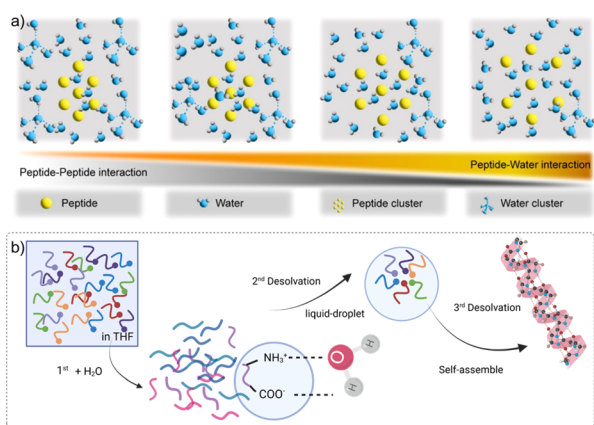 a)
Peptide-Peptide interaction
Peptide-Water interaction
Peptide
Water
Peptide cluster
Water cluster
b)
in THF
1st + H₂O
2nd Desolvation
liquid-droplet
3rd Desolvation
Self-assemble
NH₃⁺
COO⁻
O
H
H